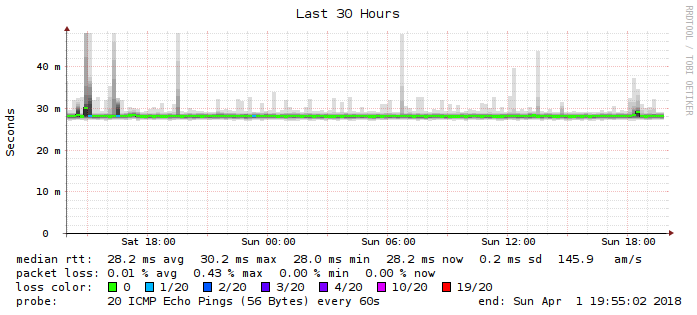 Last 30 Hours
RRDTOOL / TOBI OETIKER
Seconds
40 m
30 m
20 m
10 m
0
Sat 18:00 Sun 00:00 Sun 06:00 Sun 12:00 Sun 18:00
median rtt: 28.2 ms avg 30.2 ms max 28.0 ms min 28.2 ms now 0.2 ms sd 145.9 am/s
packet loss: 0.01 % avg 0.43 % max 0.00 % min 0.00 % now
loss color: 0 1/20 2/20 3/20 4/20 10/20 19/20
probe: 20 ICMP Echo Pings (56 Bytes) every 60s end: Sun Apr 1 19:55:02 2018